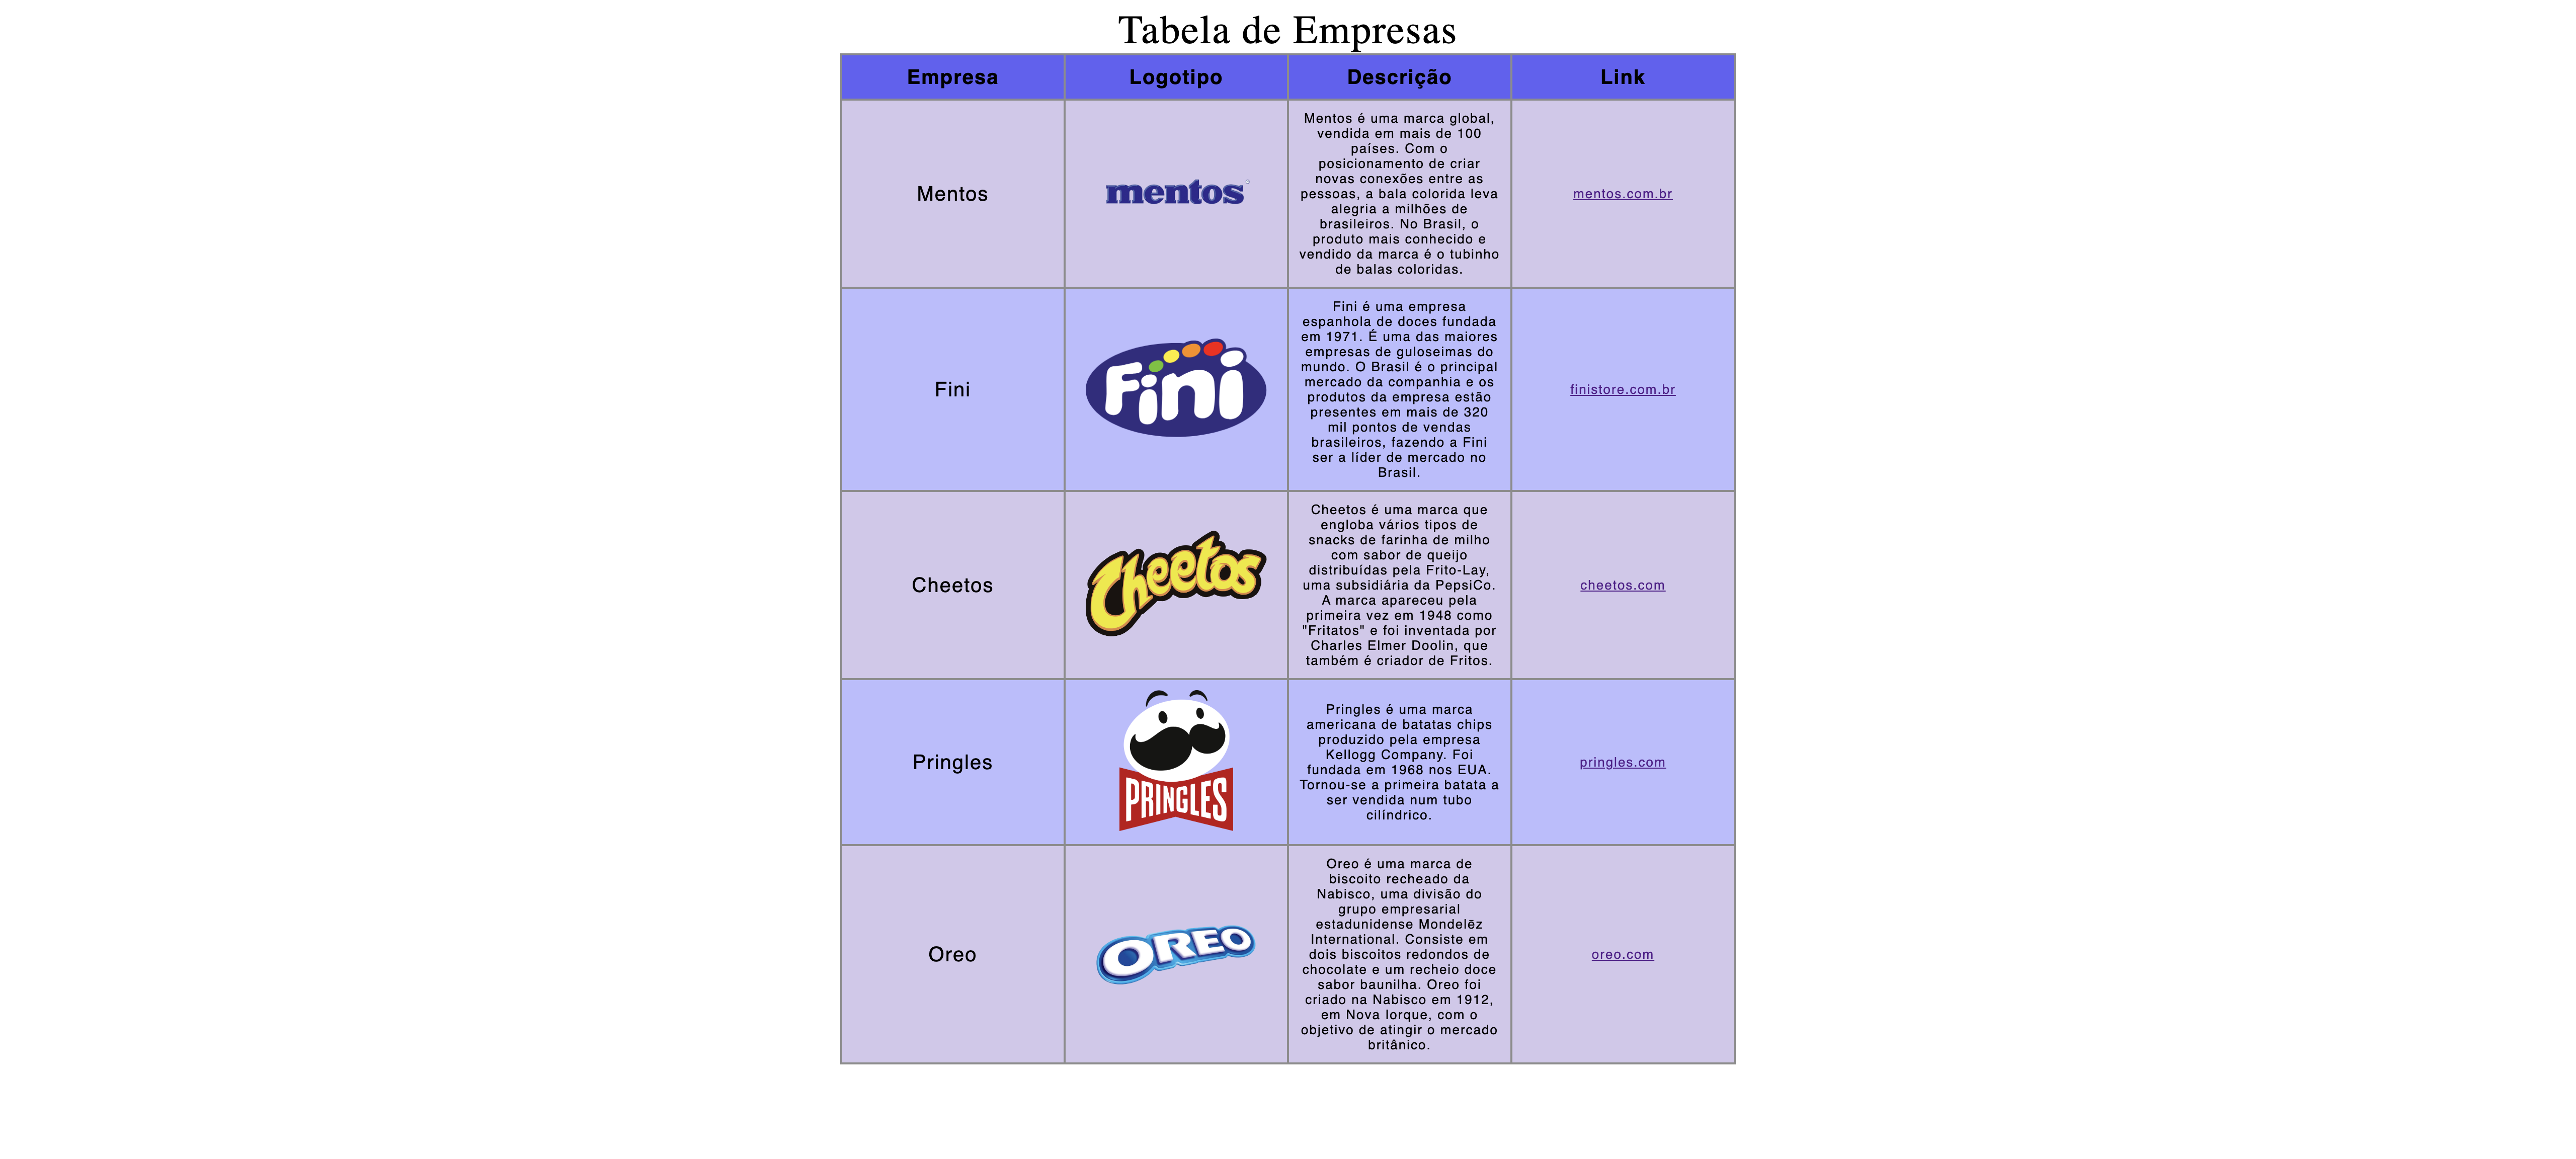 Tabela de Empresas
Empresa
Logotipo
Descrição
Link
Mentos
mentos
Mentos é uma marca global,
vendida em mais de 100
países. Com o
posicionamento de criar
novas conexões entre as
pessoas, a bala colorida leva
alegria a milhões de
brasileiros. No Brasil, o
produto mais conhecido e
vendido da marca é o tubinho
de balas coloridas.
mentos.com.br
Fini
Fini
Fini é uma empresa
espanhola de doces fundada
em 1971. É uma das maiores
empresas de guloseimas do
mundo. O Brasil é o principal
mercado da companhia e os
produtos da empresa estão
presentes em mais de 320
mil pontos de vendas
brasileiros, fazendo a Fini
ser a líder de mercado no
Brasil.
finistore.com.br
Cheetos
Cheetos
Cheetos é uma marca que
engloba vários tipos de
snacks de farinha de milho
com sabor de queijo
distribuídas pela Frito-Lay,
uma subsidiária da PepsiCo.
A marca apareceu pela
primeira vez em 1948 como
"Fritatos" e foi inventada por
Charles Elmer Doolin, que
também é criador de Fritos.
cheetos.com
Pringles
PRINGLES
Pringles é uma marca
americana de batatas chips
produzido pela empresa
Kellogg Company. Foi
fundada em 1968 nos EUA.
Tornou-se a primeira batata a
ser vendida num tubo
cilíndrico.
pringles.com
Oreo
OREO
Oreo é uma marca de
biscoito recheado da
Nabisco, uma divisão do
grupo empresarial
estadunidense Mondelēz
International. Consiste em
dois biscoitos redondos de
chocolate e um recheio doce
sabor baunilha. Oreo foi
criado na Nabisco em 1912,
em Nova Iorque, com o
objetivo de atingir o mercado
britânico.
oreo.com